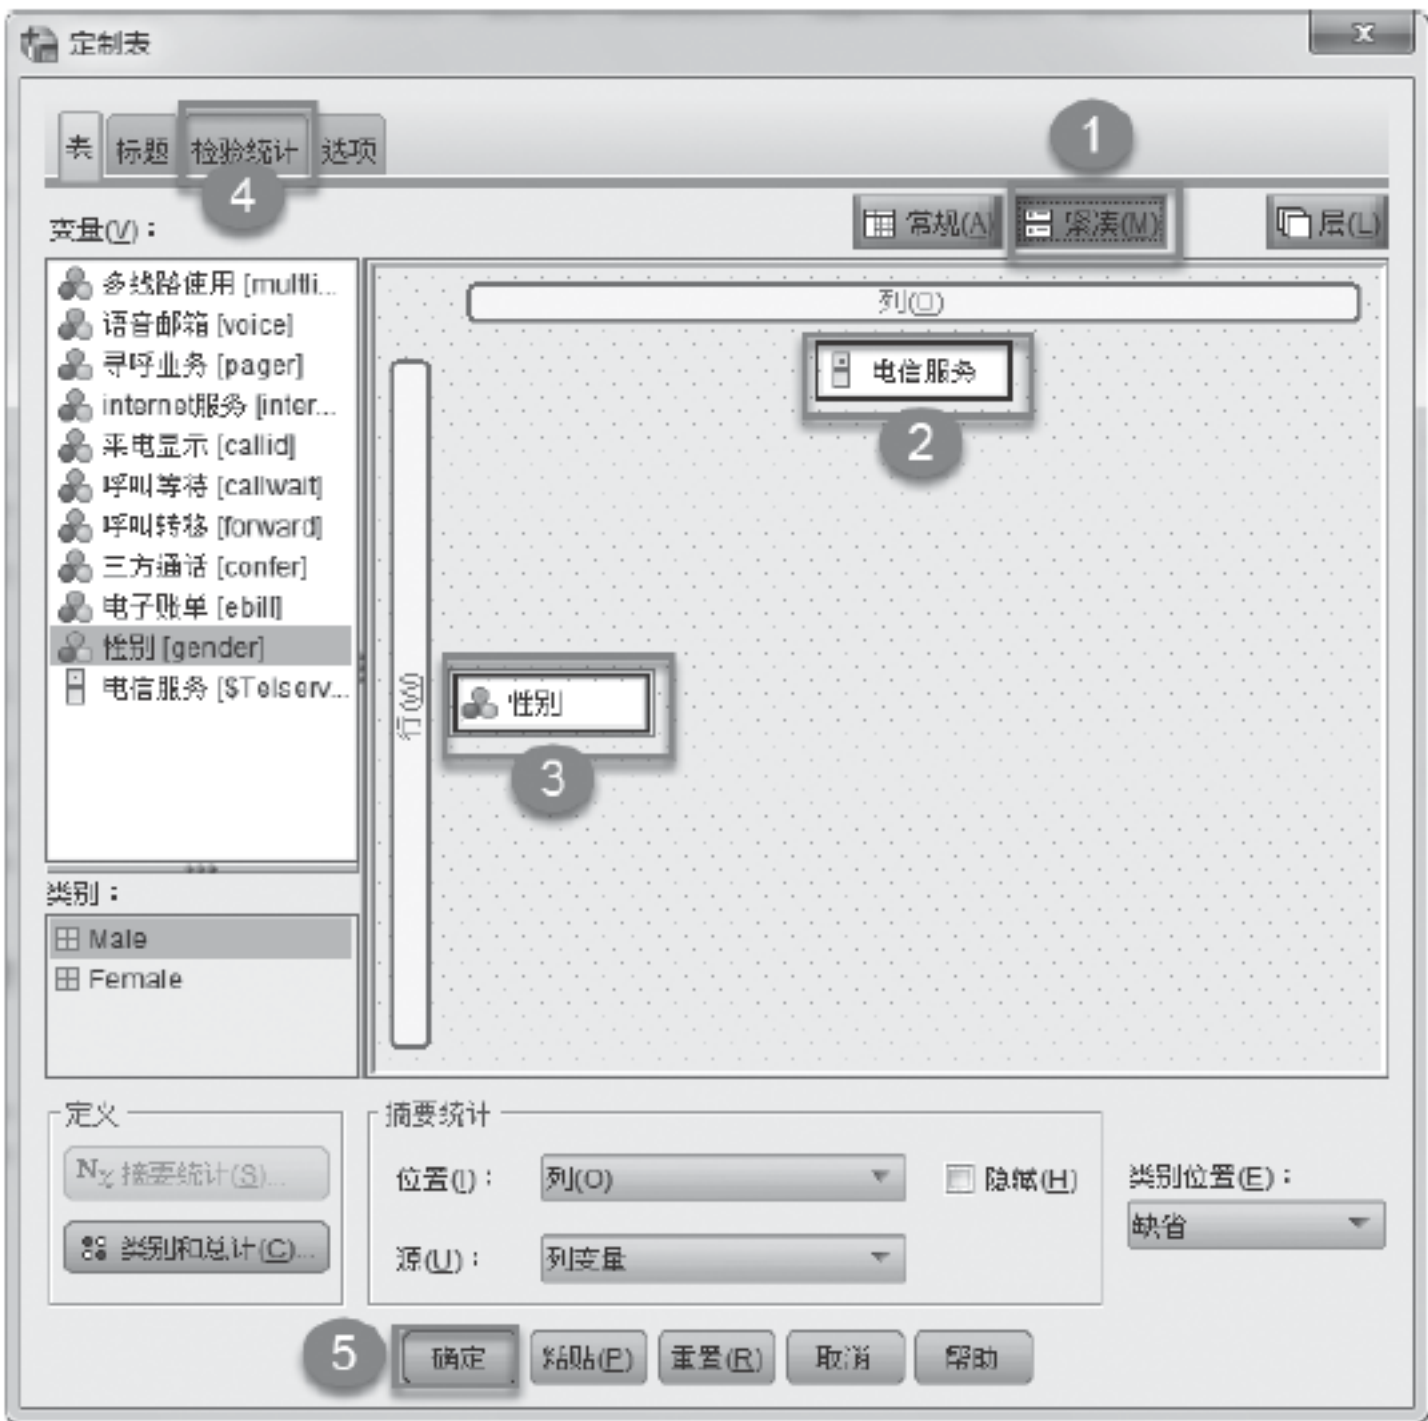 定制表
表 标题 检验统计 选项
1
4
变量(V)：
常规(A) 紧凑(M) 层(L)
多线路使用 [multli...
语音邮箱 [voice]
寻呼业务 [pager]
internet服务 [inter...
来电显示 [callid]
呼叫等待 [callwait]
呼叫转移 [forward]
三方通话 [confer]
电子账单 [ebill]
性别 [gender]
电信服务 [$Telserv...
列(O)
电信服务
2
行(W)
性别
3
类别：
Male
Female
定义
摘要统计(S)...
类别和总计(C)...
摘要统计
位置(I)： 列(O) 隐藏(H)
源(U)： 列变量
类别位置(E)：
缺省
5
确定 粘贴(P) 重置(R) 取消 帮助